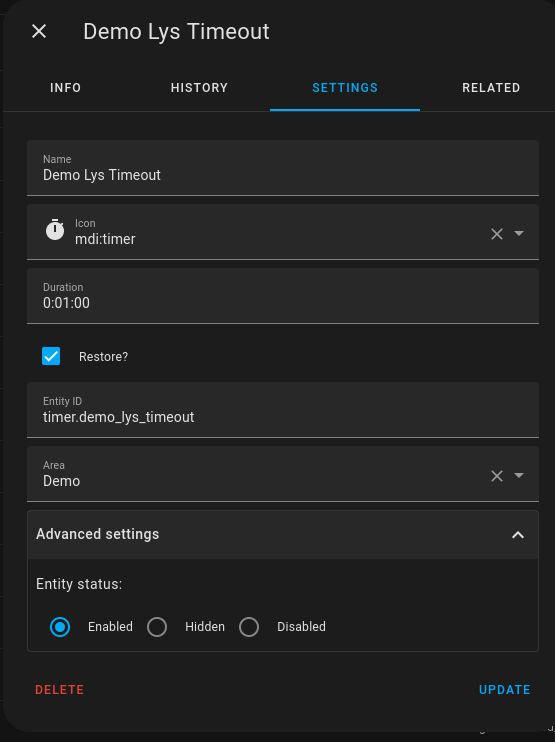 Demo Lys Timeout
INFO HISTORY SETTINGS RELATED
Name
Demo Lys Timeout
Icon
mdi:timer
Duration
0:01:00
Restore?
Entity ID
timer.demo_lys_timeout
Area
Demo
Advanced settings
Entity status:
Enabled Hidden Disabled
DELETE UPDATE